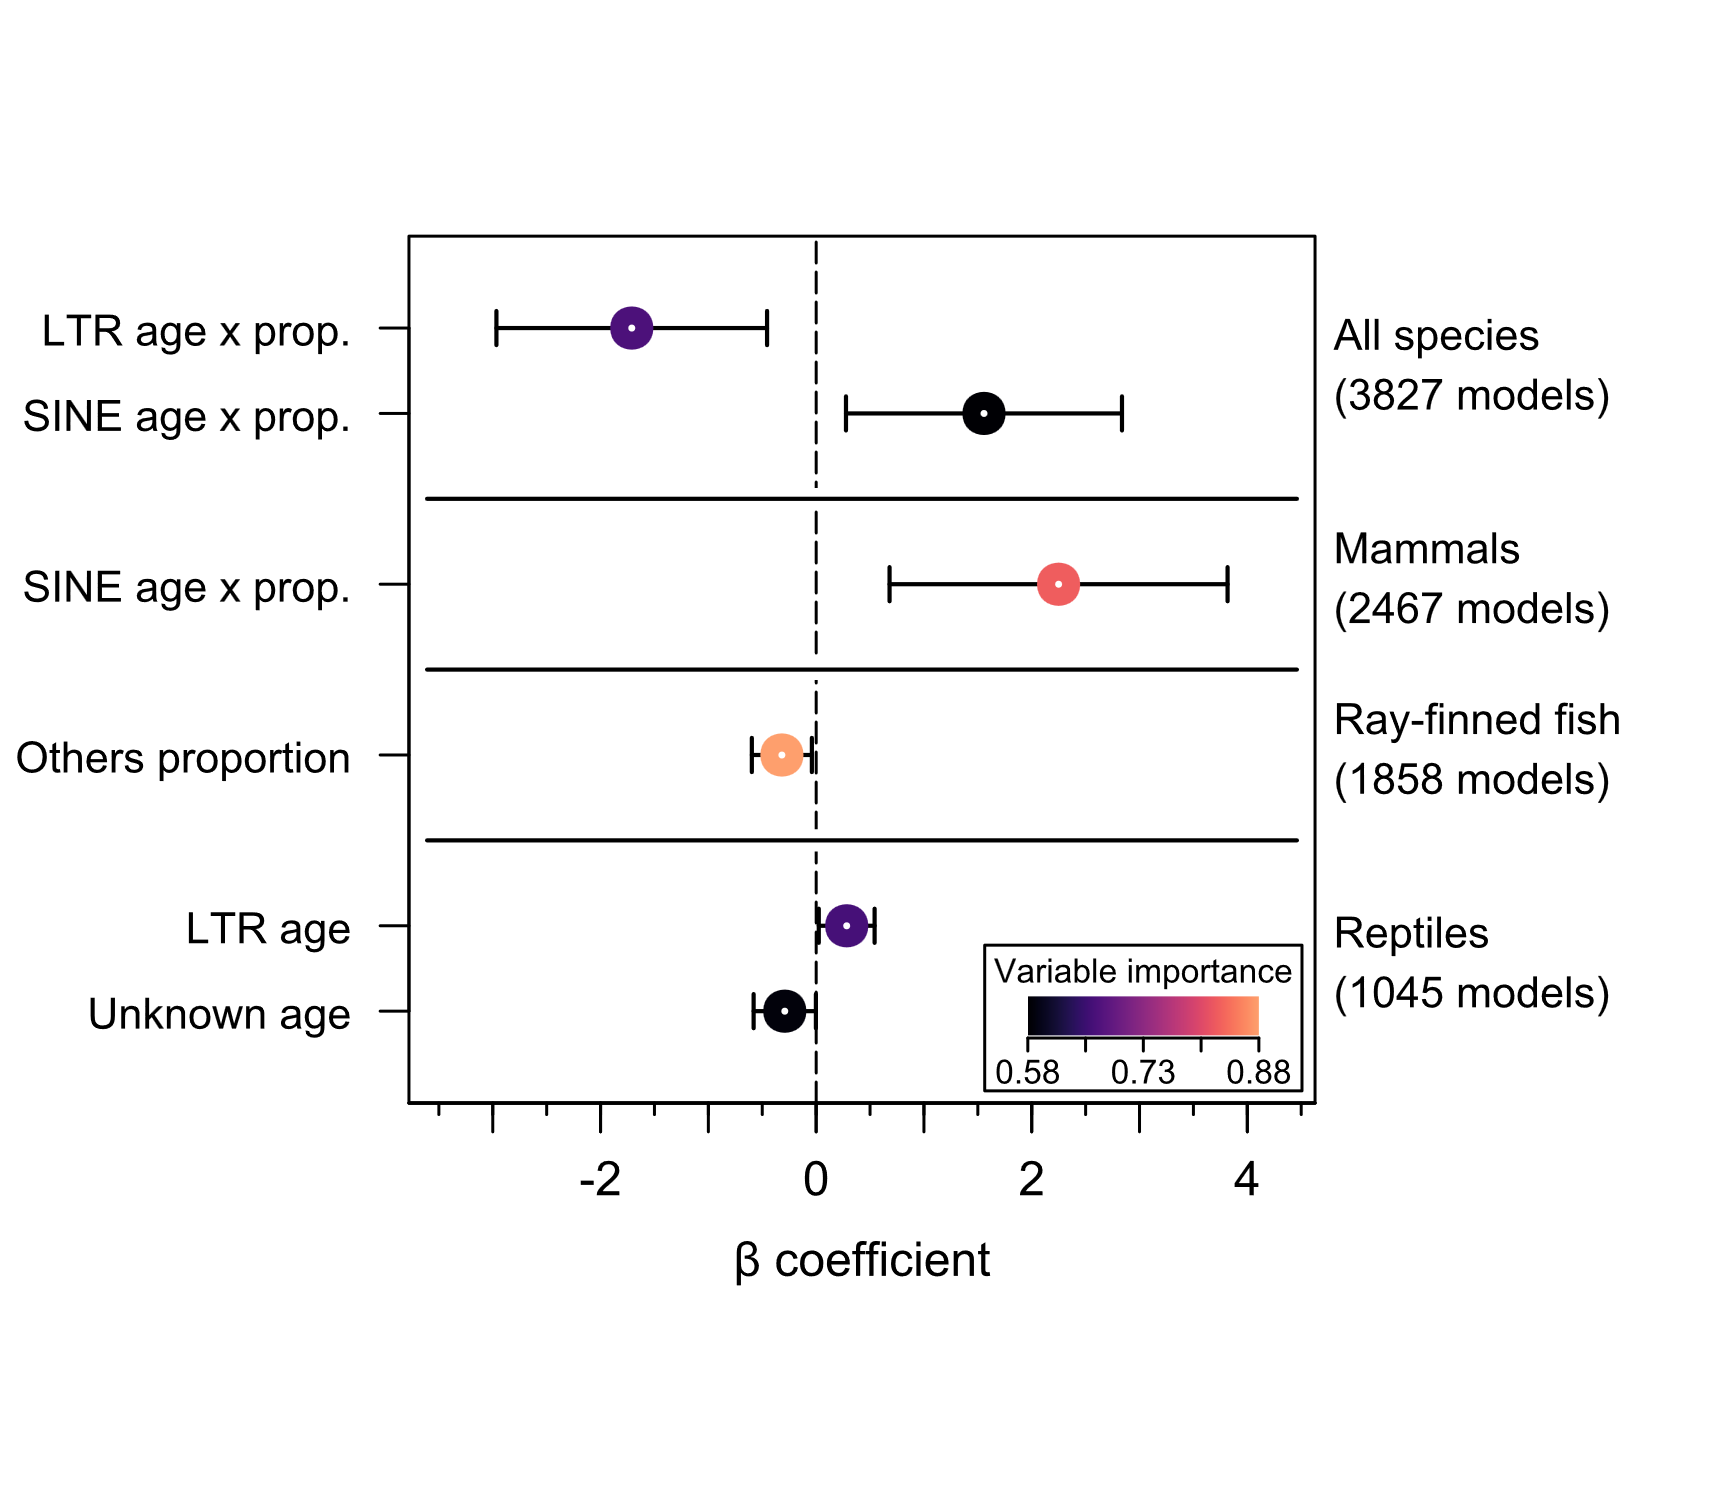 LTR age x prop.
SINE age x prop.
All species
(3827 models)
SINE age x prop.
Mammals
(2467 models)
Others proportion
Ray-finned fish
(1858 models)
LTR age
Unknown age
Reptiles
(1045 models)
Variable importance
0.58 0.73 0.88
-2 0 2 4
β coefficient